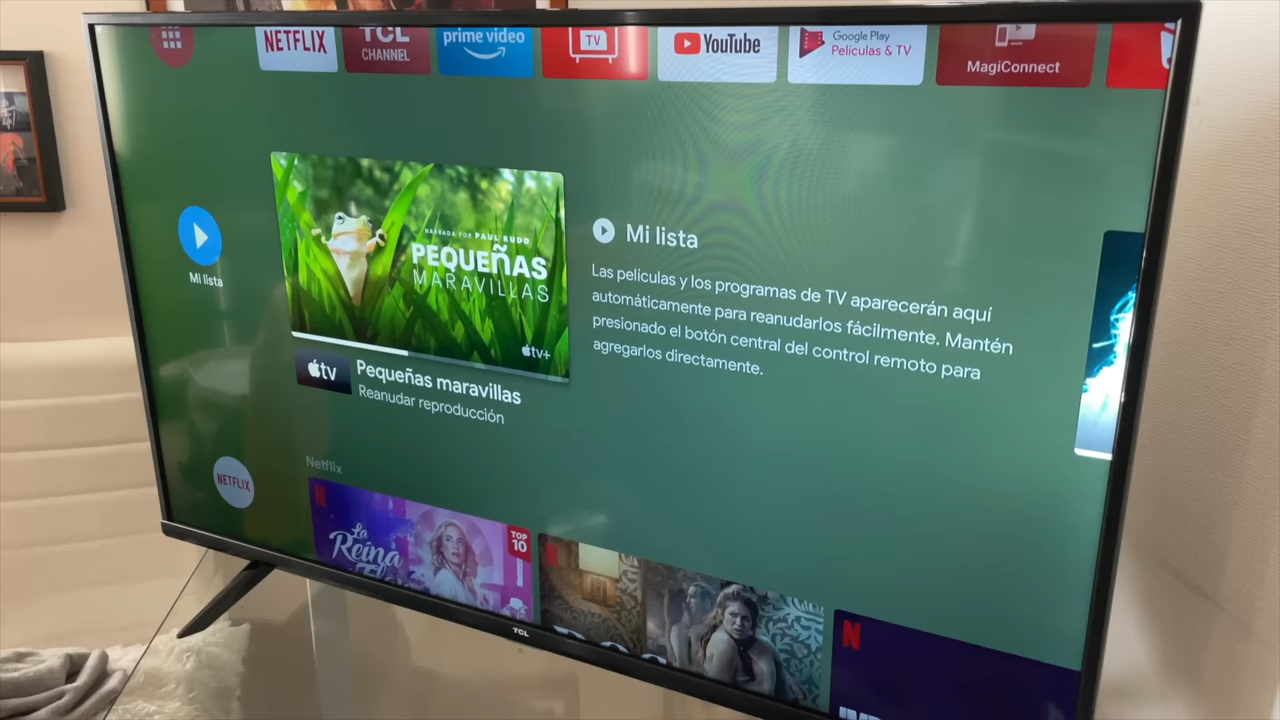 NETFLIX
TCL
CHANNEL
prime video
TV
YouTube
Google Play
Películas & TV
MagiConnect
Mi lista
NARRADA POR PAUL RUDD
PEQUEÑAS
MARAVILLAS
tv+
tv
Pequeñas maravillas
Reanudar reproducción
Mi lista
Las películas y los programas de TV aparecerán aquí
automáticamente para reanudarlos fácilmente. Mantén
presionado el botón central del control remoto para
agregarlos directamente.
NETFLIX
Netflix
N
La
Reina
TOP
10
N
TCL